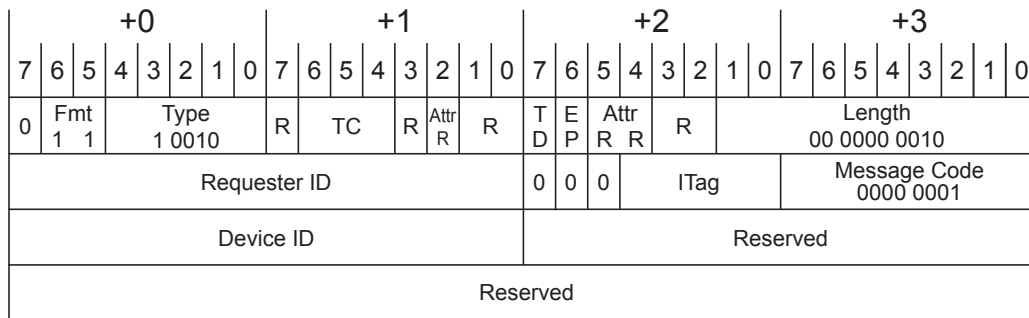 +0 +1 +2 +3
7 6 5 4 3 2 1 0 7 6 5 4 3 2 1 0 7 6 5 4 3 2 1 0 7 6 5 4 3 2 1 0
0 Fmt 1 1 Type 1 0010 R TC R Attr R R T D E P Attr R R R Length 00 0000 0010
Requester ID 0 0 0 ITag Message Code 0000 0001
Device ID Reserved
Reserved